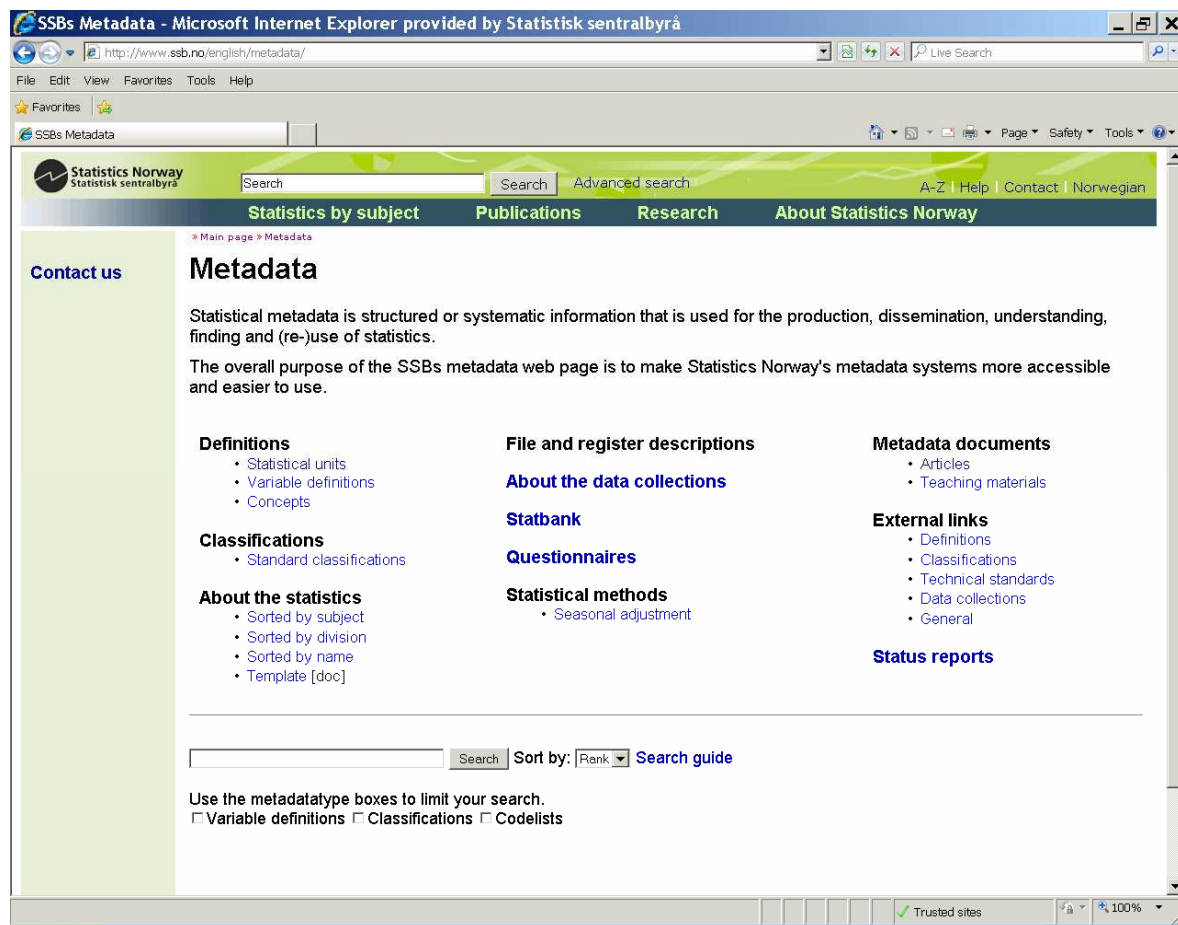 SSBs Metadata - Microsoft Internet Explorer provided by Statistisk sentralbyrå
http://www.ssb.no/english/metadata/
Live Search
File Edit View Favorites Tools Help
Favorites
SSBs Metadata
Page Safety Tools
Statistics Norway
Statistisk sentralbyrå
Search Search Advanced search
A-Z | Help | Contact | Norwegian
Statistics by subject Publications Research About Statistics Norway
» Main page » Metadata
Contact us
Metadata
Statistical metadata is structured or systematic information that is used for the production, dissemination, understanding,
finding and (re-)use of statistics.
The overall purpose of the SSBs metadata web page is to make Statistics Norway's metadata systems more accessible
and easier to use.
Definitions
• Statistical units
• Variable definitions
• Concepts
Classifications
• Standard classifications
About the statistics
• Sorted by subject
• Sorted by division
• Sorted by name
• Template [doc]
File and register descriptions
About the data collections
Statbank
Questionnaires
Statistical methods
• Seasonal adjustment
Metadata documents
• Articles
• Teaching materials
External links
• Definitions
• Classifications
• Technical standards
• Data collections
• General
Status reports
Search Sort by: Rank Search guide
Use the metadatatype boxes to limit your search.
Variable definitions Classifications Codelists
Trusted sites
100%